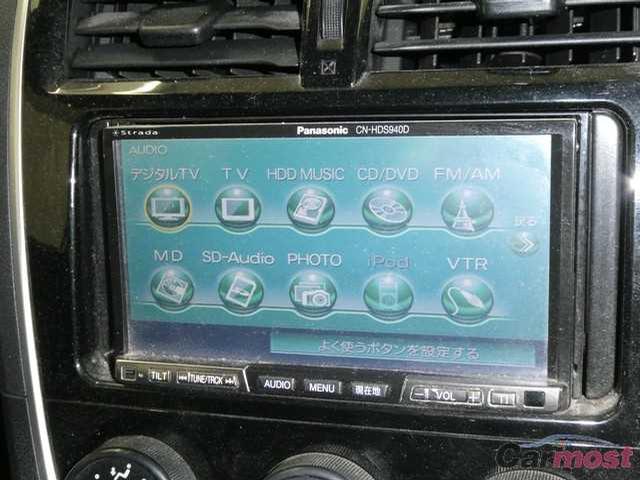 Strada
Panasonic CN-HDS940D
AUDIO
デジタルTV TV HDD MUSIC CD/DVD FM/AM
戻る
MD SD-Audio PHOTO iPod VTR
よく使うボタンを設定する
TILT TUNE/TRCK AUDIO MENU 現在地 VOL
Carmost